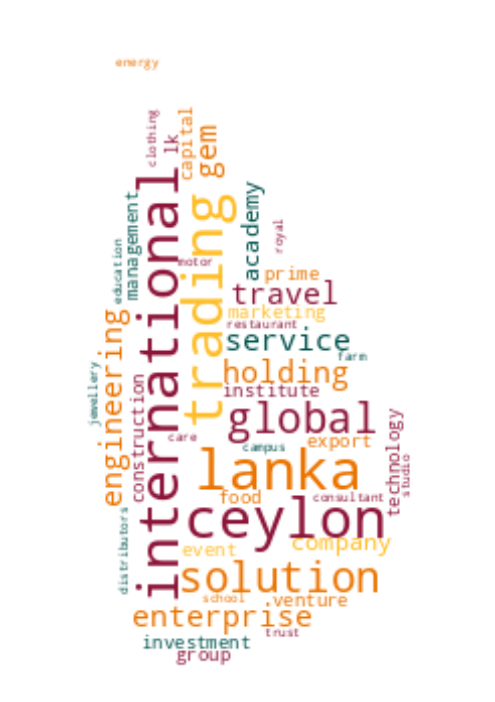 energy
clothing
lk
capital
gem
international
trading
management
academy
royal
education
motor
prime
travel
marketing
restaurant
service
farm
engineering
holding
jewellery
construction
institute
global
care
campus
export
technology
studio
lanka
food
consultant
ceylon
distributors
event
company
solution
school
venture
enterprise
trust
investment
group